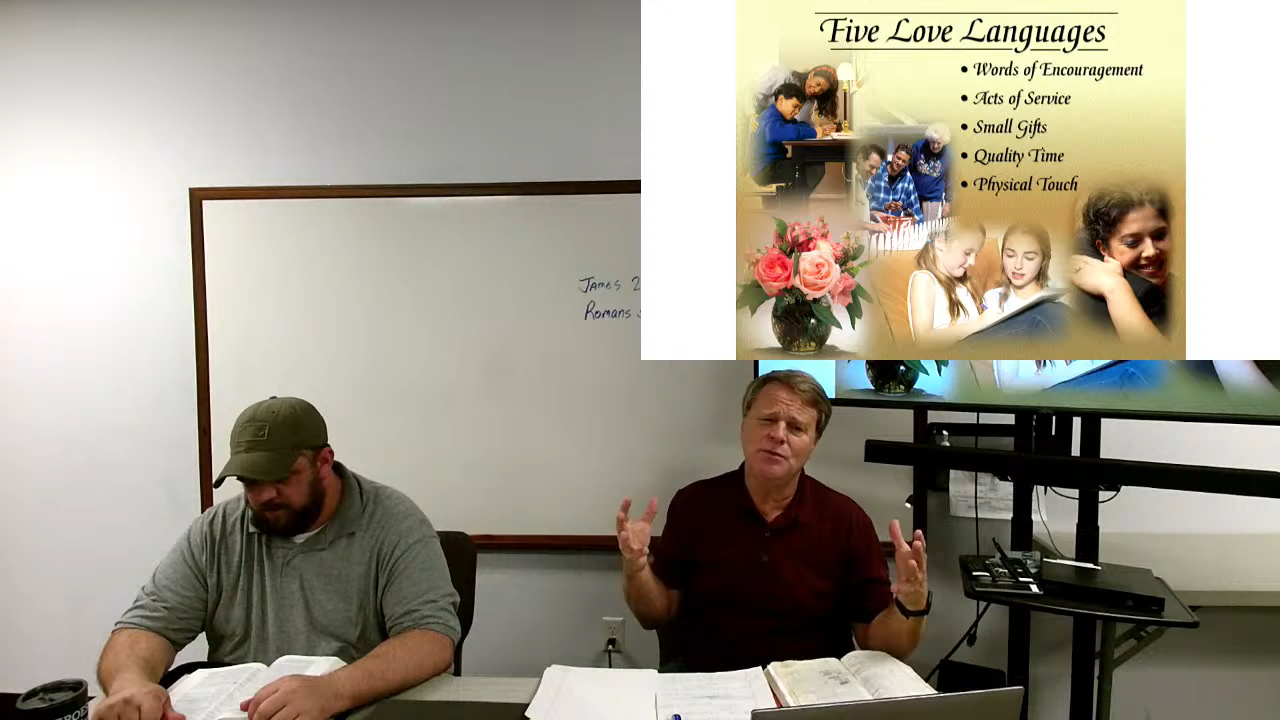 Five Love Languages
• Words of Encouragement
• Acts of Service
• Small Gifts
• Quality Time
• Physical Touch
James 2
Romans